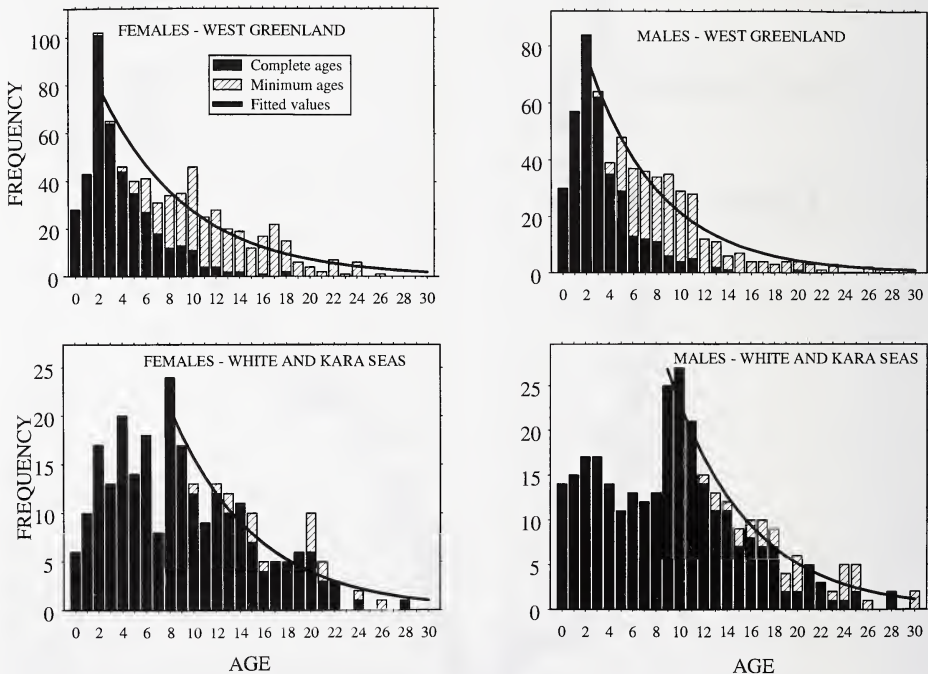 FEMALES - WEST GREENLAND
Complete ages
Minimum ages
Fitted values
FREQUENCY
100
80
60
40
20
0
0 2 4 6 8 10 12 14 16 18 20 22 24 26 28 30
MALES - WEST GREENLAND
80
60
40
20
0
0 2 4 6 8 10 12 14 16 18 20 22 24 26 28 30
FEMALES - WHITE AND KARA SEAS
FREQUENCY
25
20
15
10
5
0
0 2 4 6 8 10 12 14 16 18 20 22 24 26 28 30
AGE
MALES - WHITE AND KARA SEAS
25
20
15
10
5
0
0 2 4 6 8 10 12 14 16 18 20 22 24 26 28 30
AGE